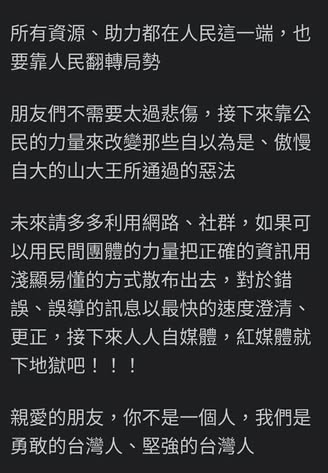 所有資源、助力都在人民這一端，也
要靠人民翻轉局勢
朋友們不需要太過悲傷，接下來靠公
民的力量來改變那些自以為是、傲慢
自大的山大王所通過的惡法
未來請多多利用網路、社群，如果可
以用民間團體的力量把正確的資訊用
淺顯易懂的方式散布出去，對於錯
誤、誤導的訊息以最快的速度澄清、
更正，接下來人人自媒體，紅媒體就
下地獄吧！！！
親愛的朋友，你不是一個人，我們是
勇敢的台灣人、堅強的台灣人